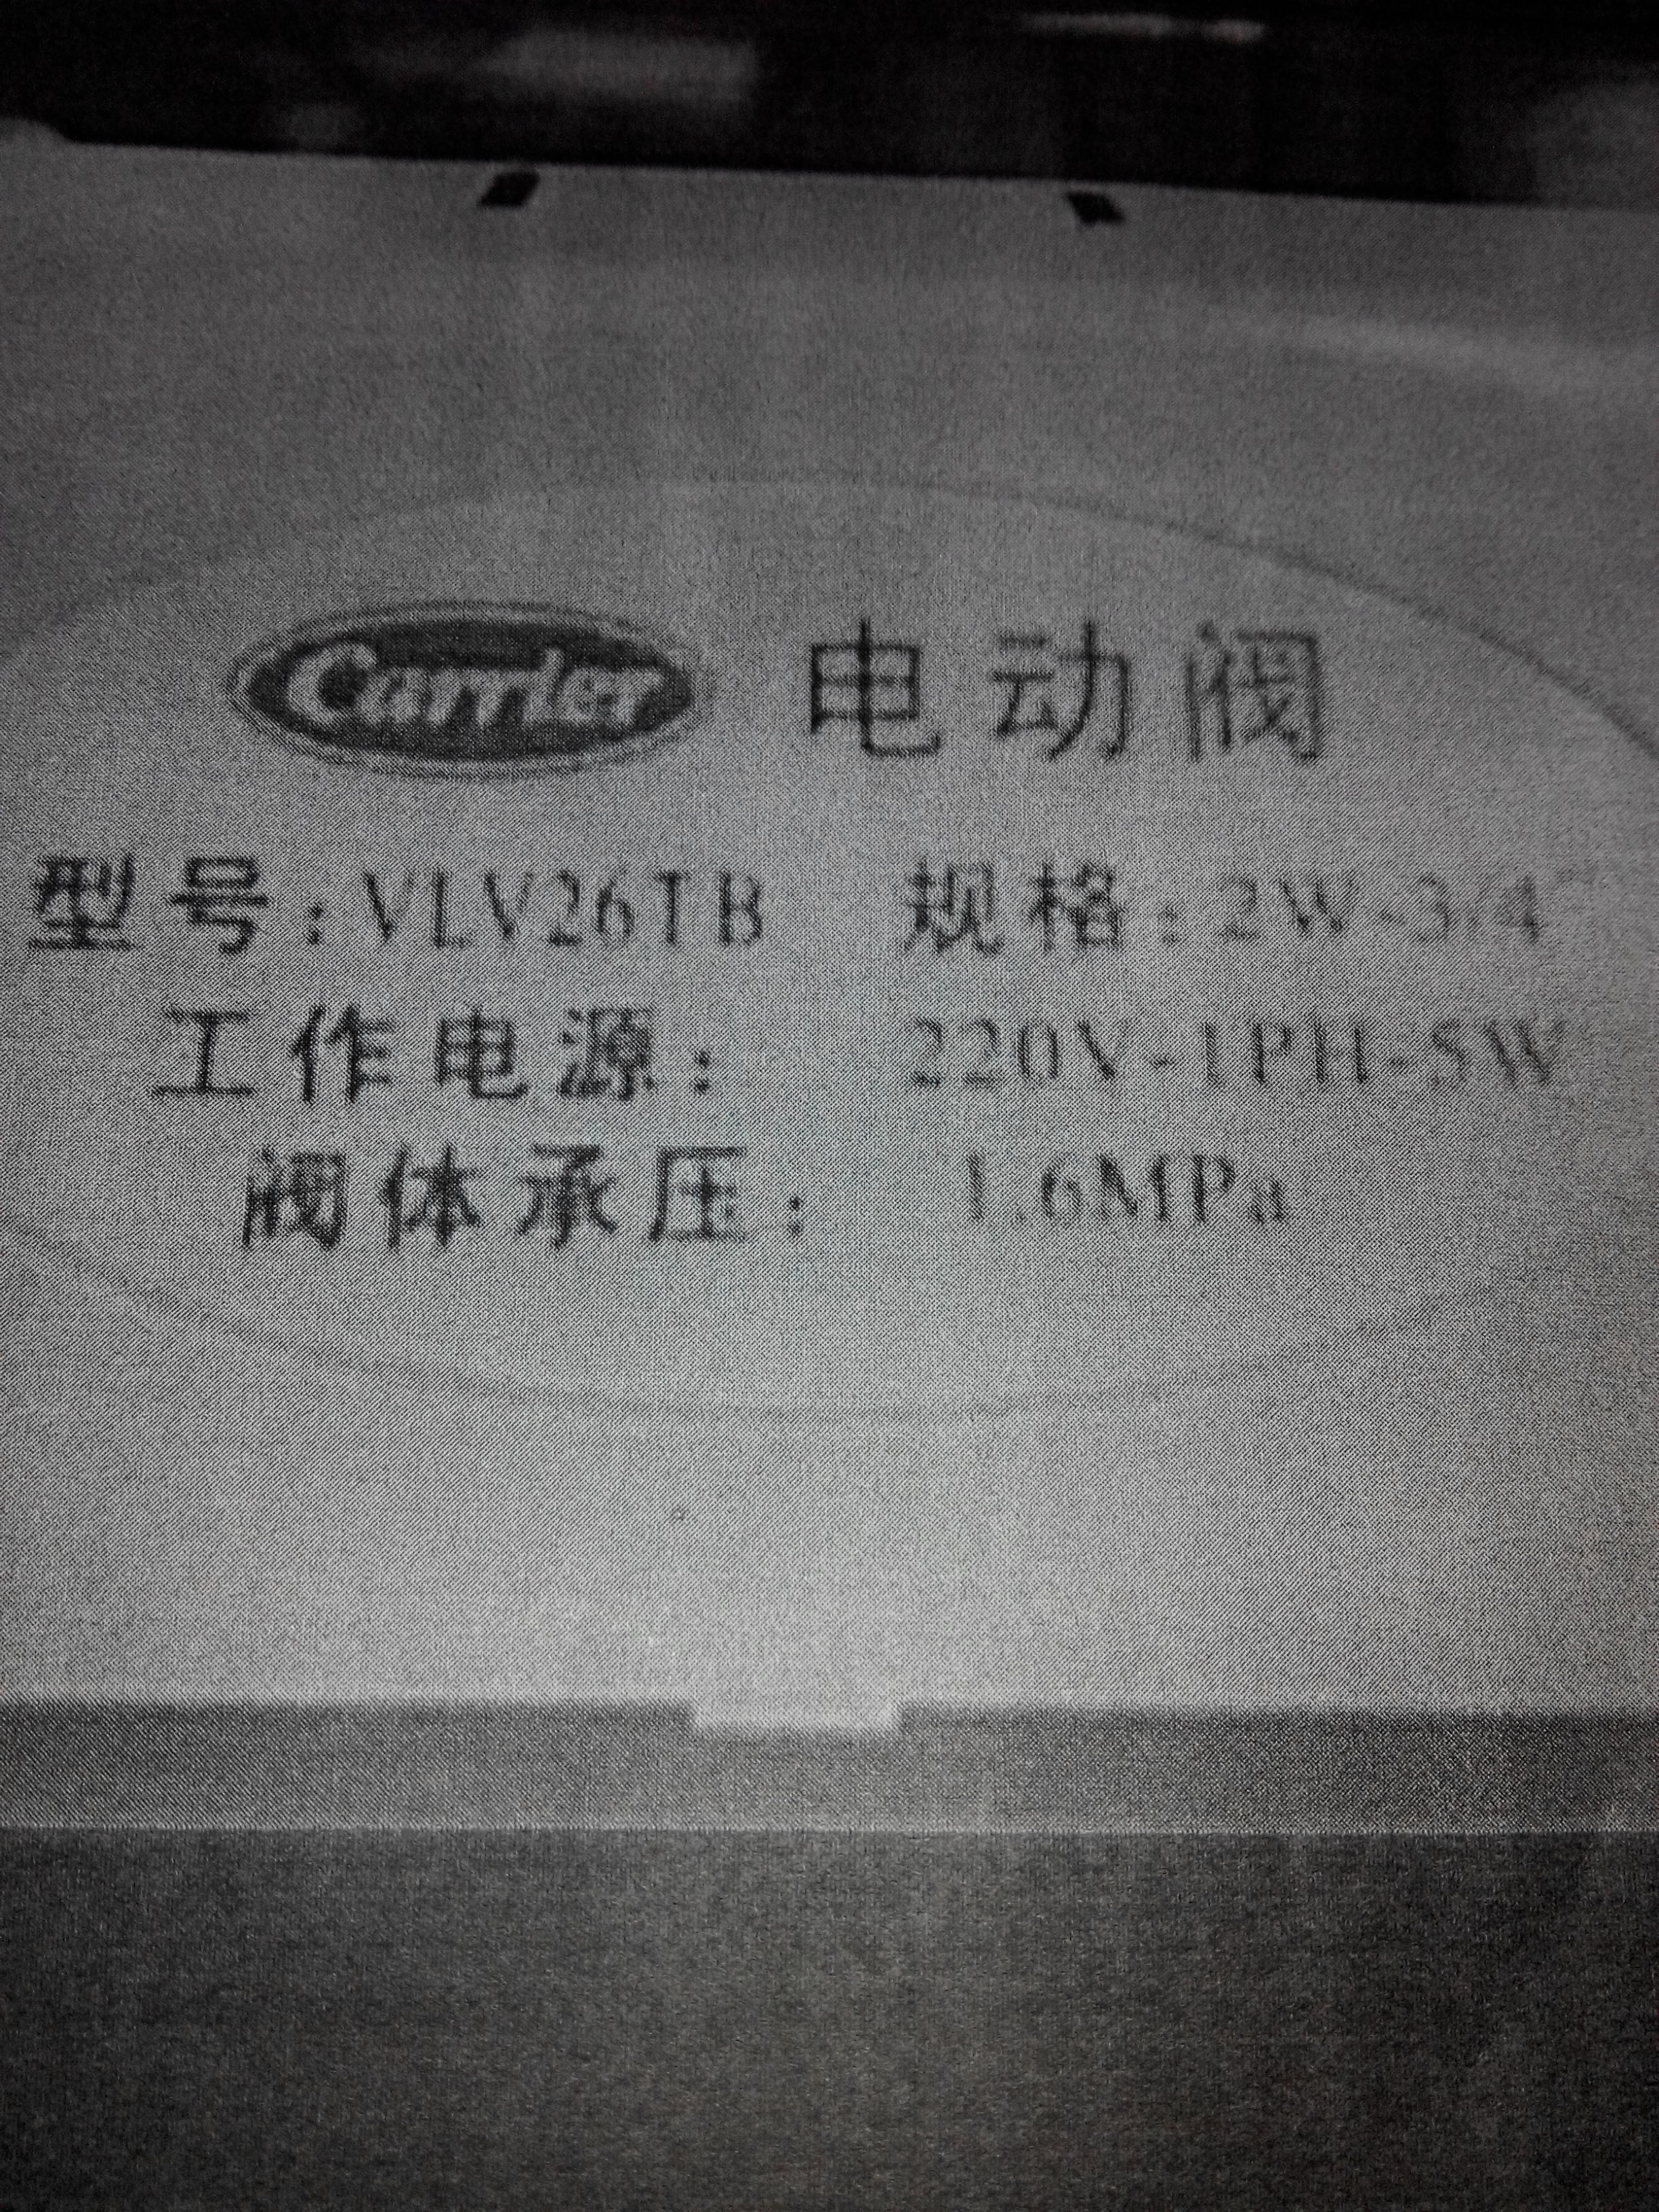 Carrier 电动阀
型号:VLV26TB 规格:2W-3/4
工作电源: 220V-1PH-5W
阀体承压: 1.6MPa